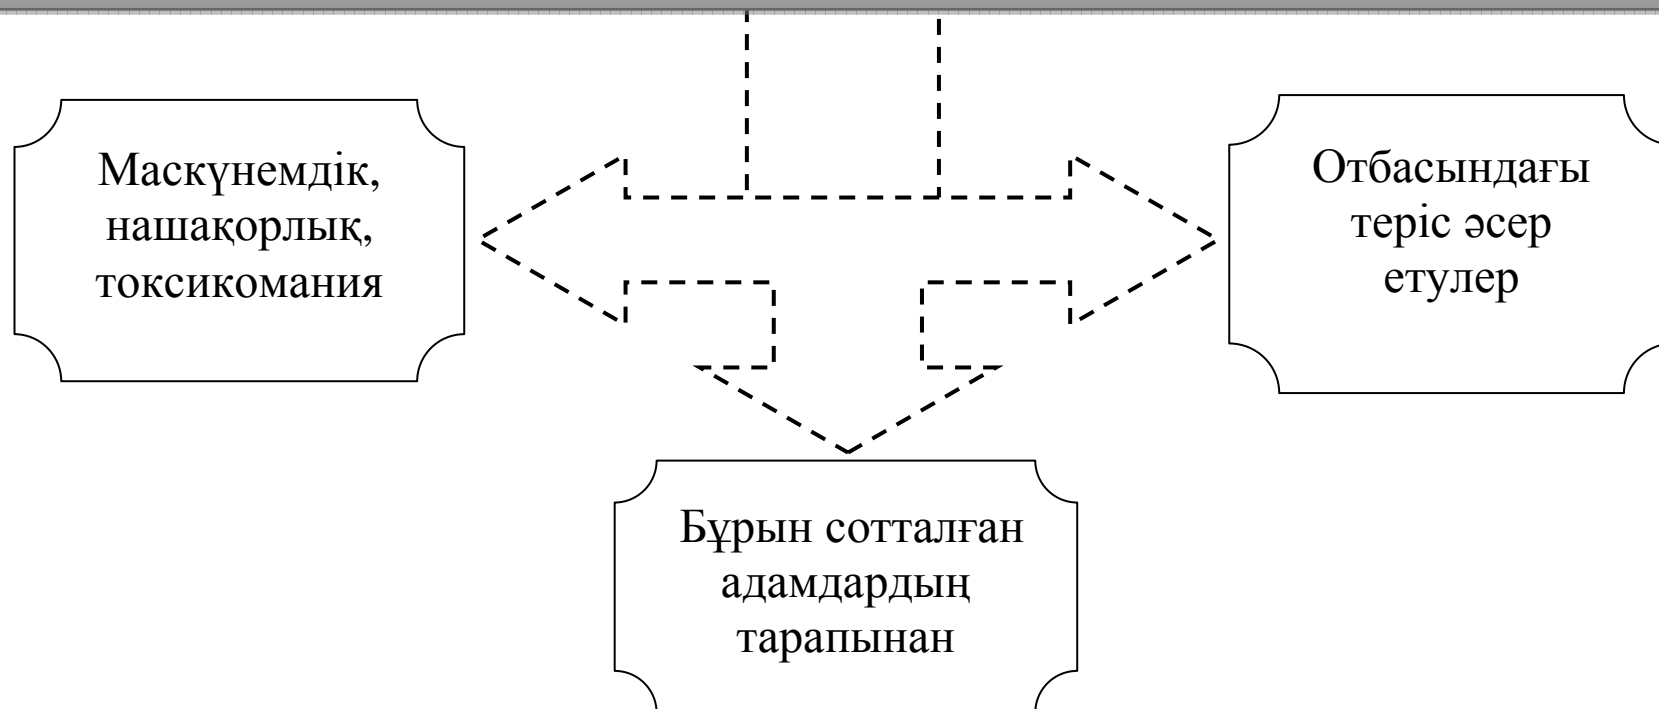 Маскүнемдік,
нашақорлық,
токсикомания
Отбасындағы
теріс әсер
етулер
Бұрын сотталған
адамдардың
тарапынан